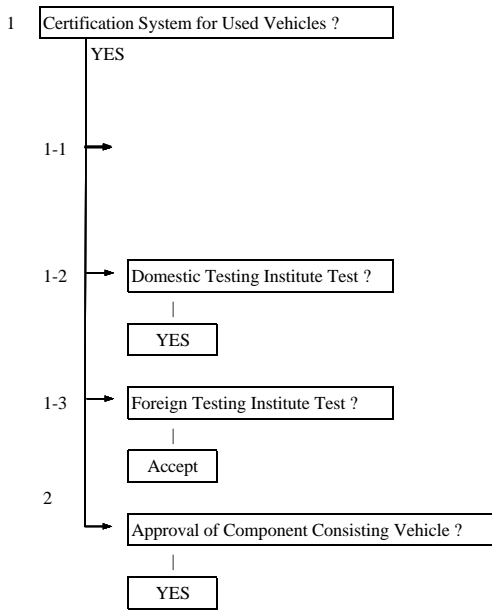 1 Certification System for Used Vehicles ?
YES
1-1
1-2 Domestic Testing Institute Test ?
YES
1-3 Foreign Testing Institute Test ?
Accept
2
Approval of Component Consisting Vehicle ?
YES